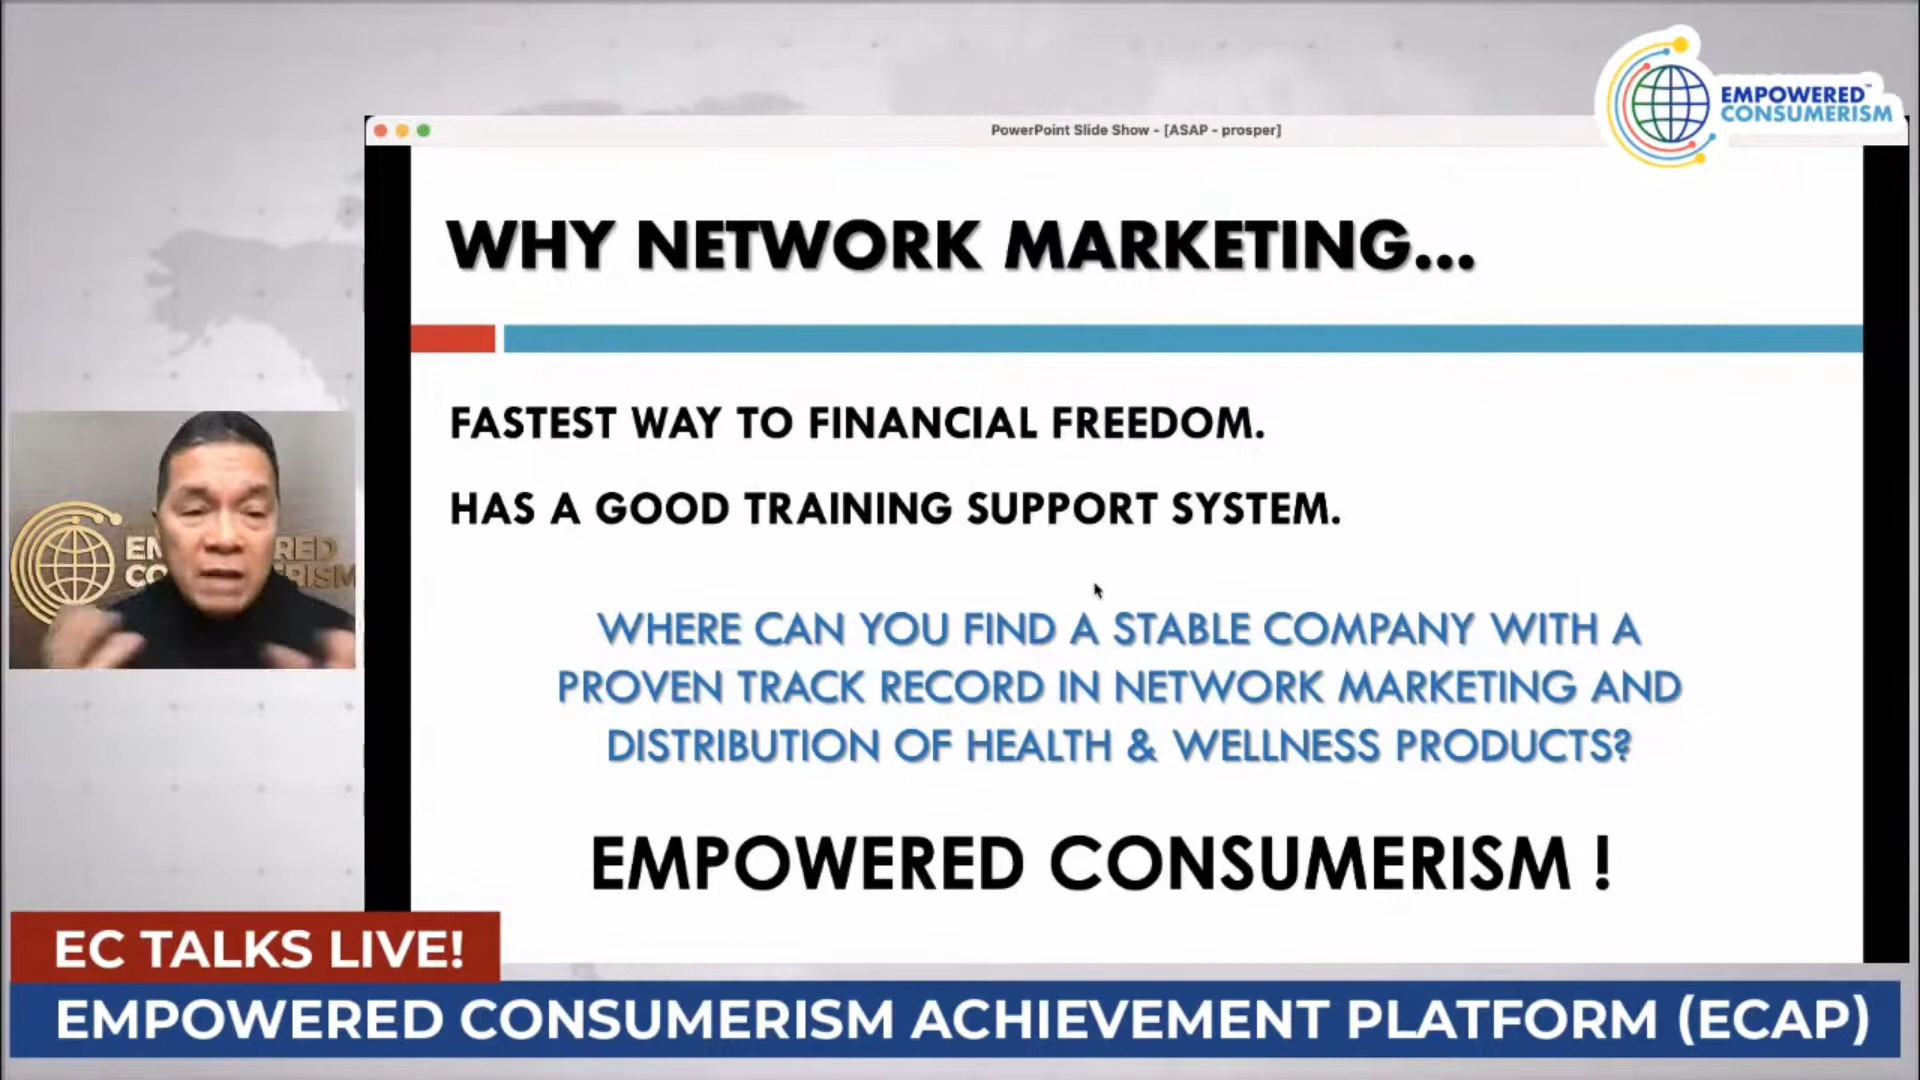 EMPOWERED™
CONSUMERISM
PowerPoint Slide Show - [ASAP - prosper]
WHY NETWORK MARKETING...
FASTEST WAY TO FINANCIAL FREEDOM.
HAS A GOOD TRAINING SUPPORT SYSTEM.
WHERE CAN YOU FIND A STABLE COMPANY WITH A
PROVEN TRACK RECORD IN NETWORK MARKETING AND
DISTRIBUTION OF HEALTH & WELLNESS PRODUCTS?
EMPOWERED CONSUMERISM !
EC TALKS LIVE!
EMPOWERED CONSUMERISM ACHIEVEMENT PLATFORM (ECAP)